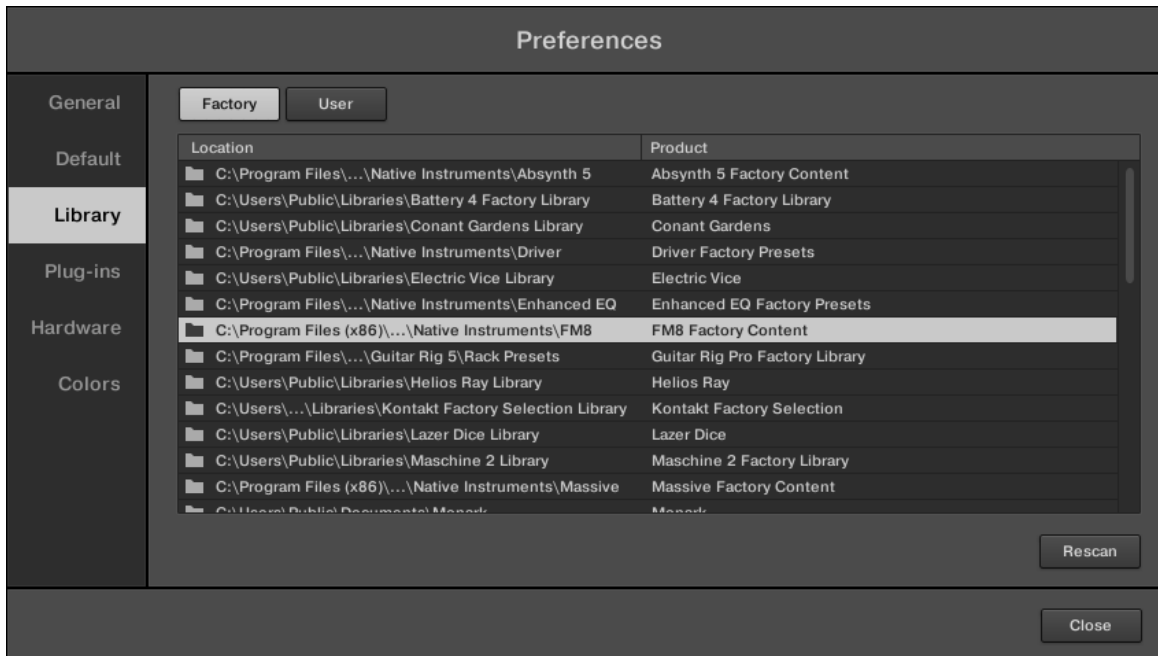 Preferences
General
Default
Library
Plug-ins
Hardware
Colors
Factory User
Location Product
C:\Program Files\...\Native Instruments\Absynth 5 Absynth 5 Factory Content
C:\Users\Public\Libraries\Battery 4 Factory Library Battery 4 Factory Library
C:\Users\Public\Libraries\Conant Gardens Library Conant Gardens
C:\Program Files\...\Native Instruments\Driver Driver Factory Presets
C:\Users\Public\Libraries\Electric Vice Library Electric Vice
C:\Program Files\...\Native Instruments\Enhanced EQ Enhanced EQ Factory Presets
C:\Program Files (x86)\...\Native Instruments\FM8 FM8 Factory Content
C:\Program Files\...\Guitar Rig 5\Rack Presets Guitar Rig Pro Factory Library
C:\Users\Public\Libraries\Helios Ray Library Helios Ray
C:\Users\...\Libraries\Kontakt Factory Selection Library Kontakt Factory Selection
C:\Users\Public\Libraries\Lazer Dice Library Lazer Dice
C:\Users\Public\Libraries\Maschine 2 Library Maschine 2 Factory Library
C:\Program Files (x86)\...\Native Instruments\Massive Massive Factory Content
C:\Users\Public\Documents\Monark Monark
Rescan
Close